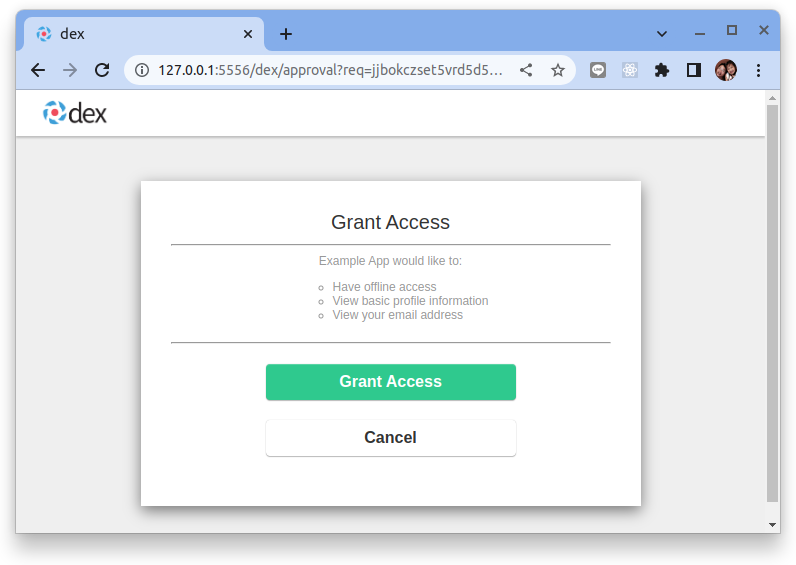 dex
127.0.0.1:5556/dex/approval?req=jjbokczset5vrd5d5…
dex
Grant Access
Example App would like to:
Have offline access
View basic profile information
View your email address
Grant Access
Cancel